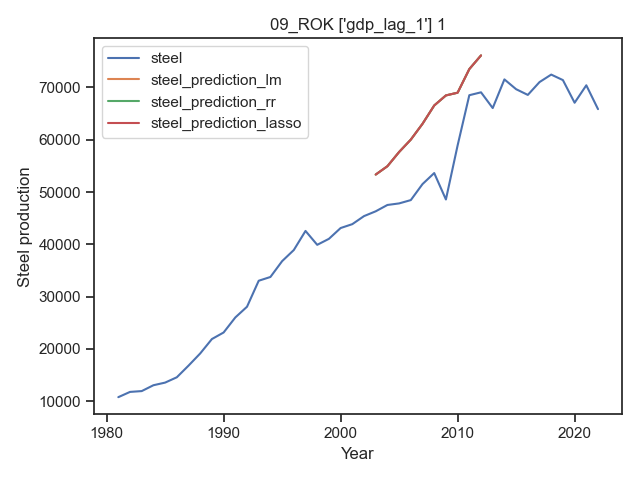 09_ROK ['gdp_lag_1'] 1
steel
steel_prediction_lm
steel_prediction_rr
steel_prediction_lasso
Steel production
70000
60000
50000
40000
30000
20000
10000
1980 1990 2000 2010 2020
Year